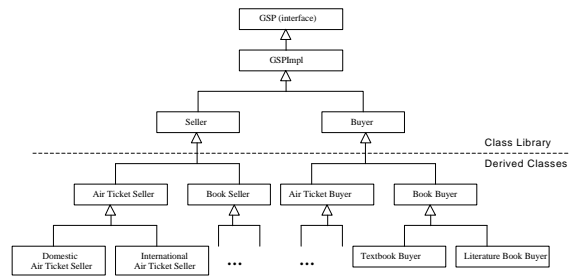 GSP (interface)
GSPImpl
Seller
Buyer
Class Library
Derived Classes
Air Ticket Seller
Book Seller
Air Ticket Buyer
Book Buyer
Domestic
Air Ticket Seller
International
Air Ticket Seller
...
...
Textbook Buyer
Literature Book Buyer